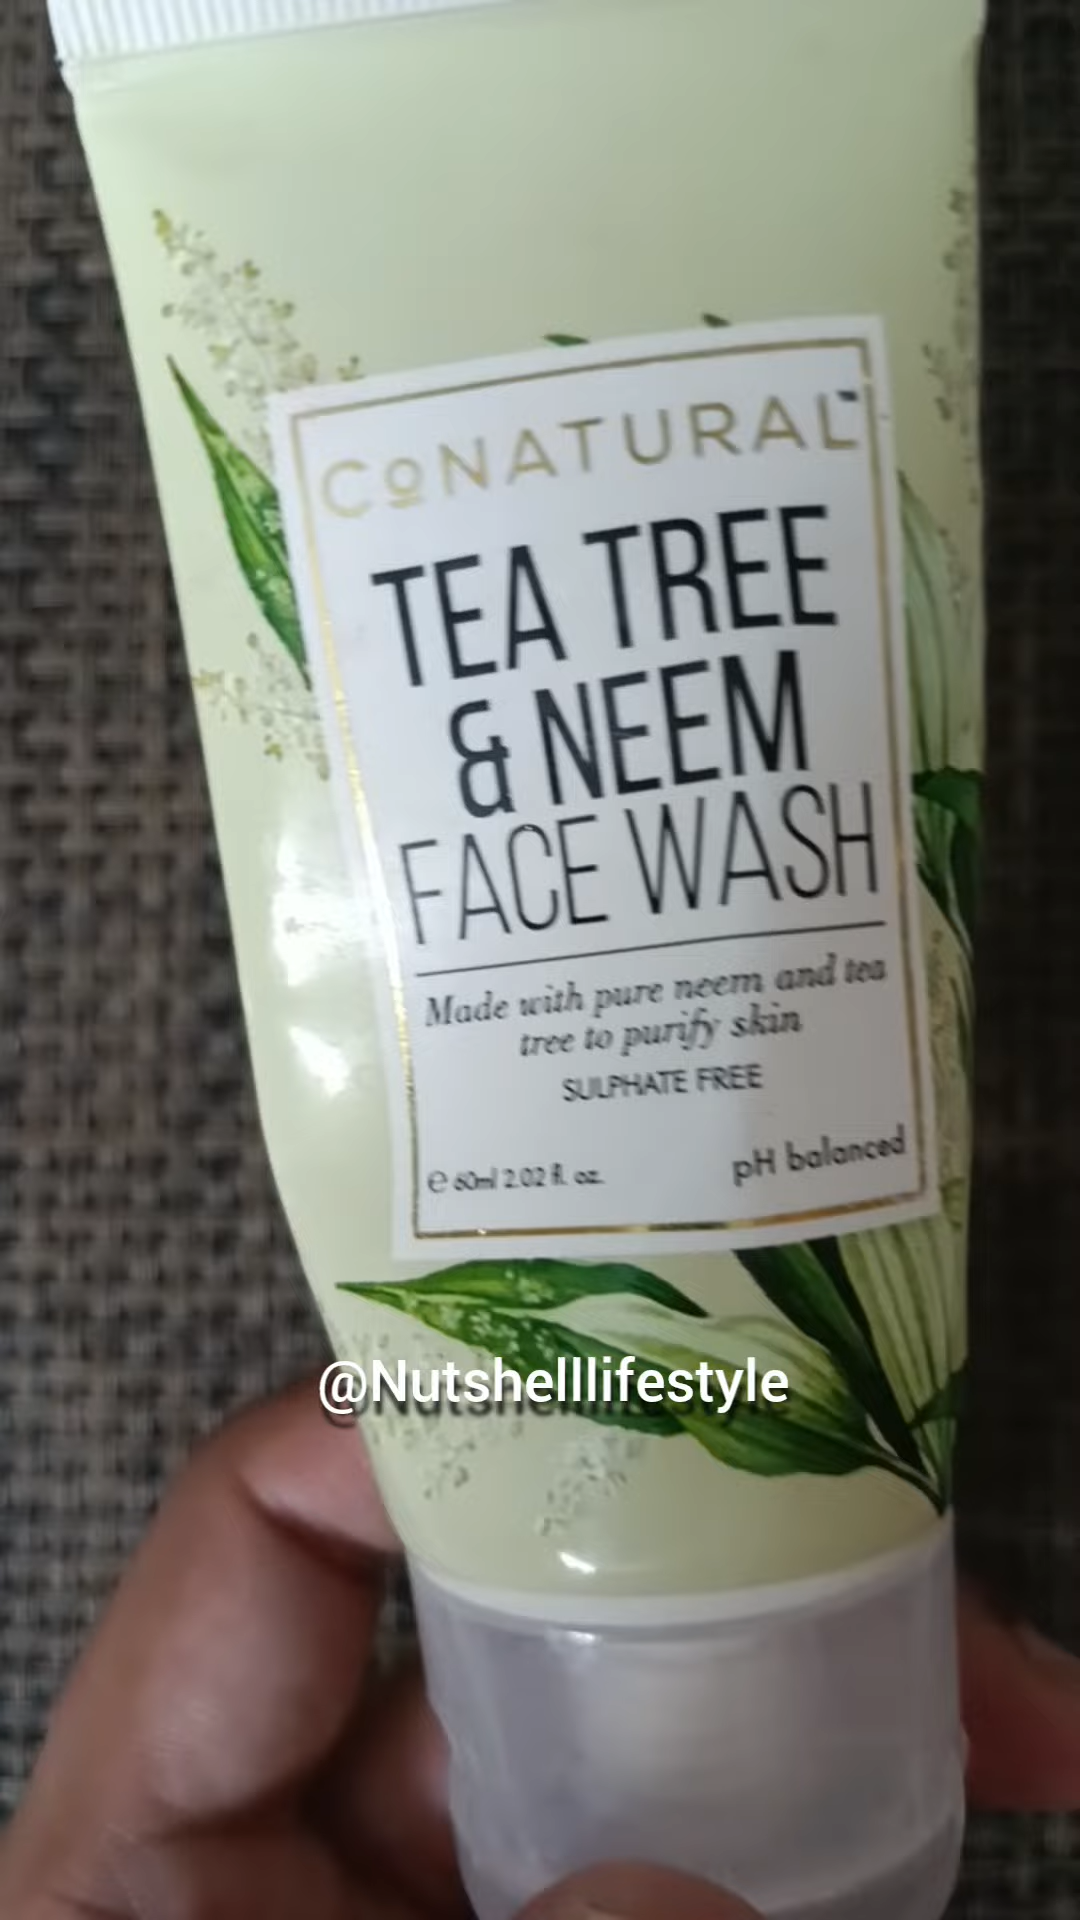 CoNATURAL™
TEA TREE
& NEEM
FACE WASH
Made with pure neem and tea
tree to purify skin
SULPHATE FREE
℮ 60ml 2.02 fl. oz.
pH balanced
@Nutshelllifestyle